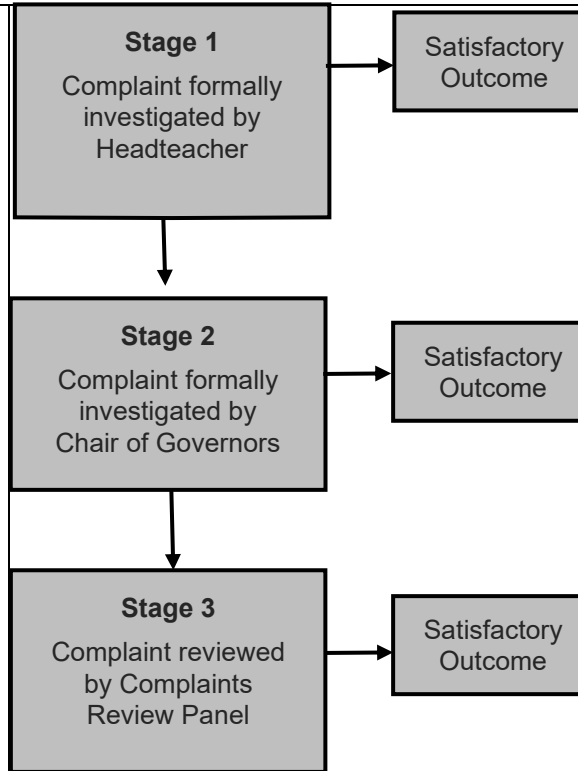 Stage 1
Complaint formally
investigated by
Headteacher
Satisfactory
Outcome
Stage 2
Complaint formally
investigated by
Chair of Governors
Satisfactory
Outcome
Stage 3
Complaint reviewed
by Complaints
Review Panel
Satisfactory
Outcome